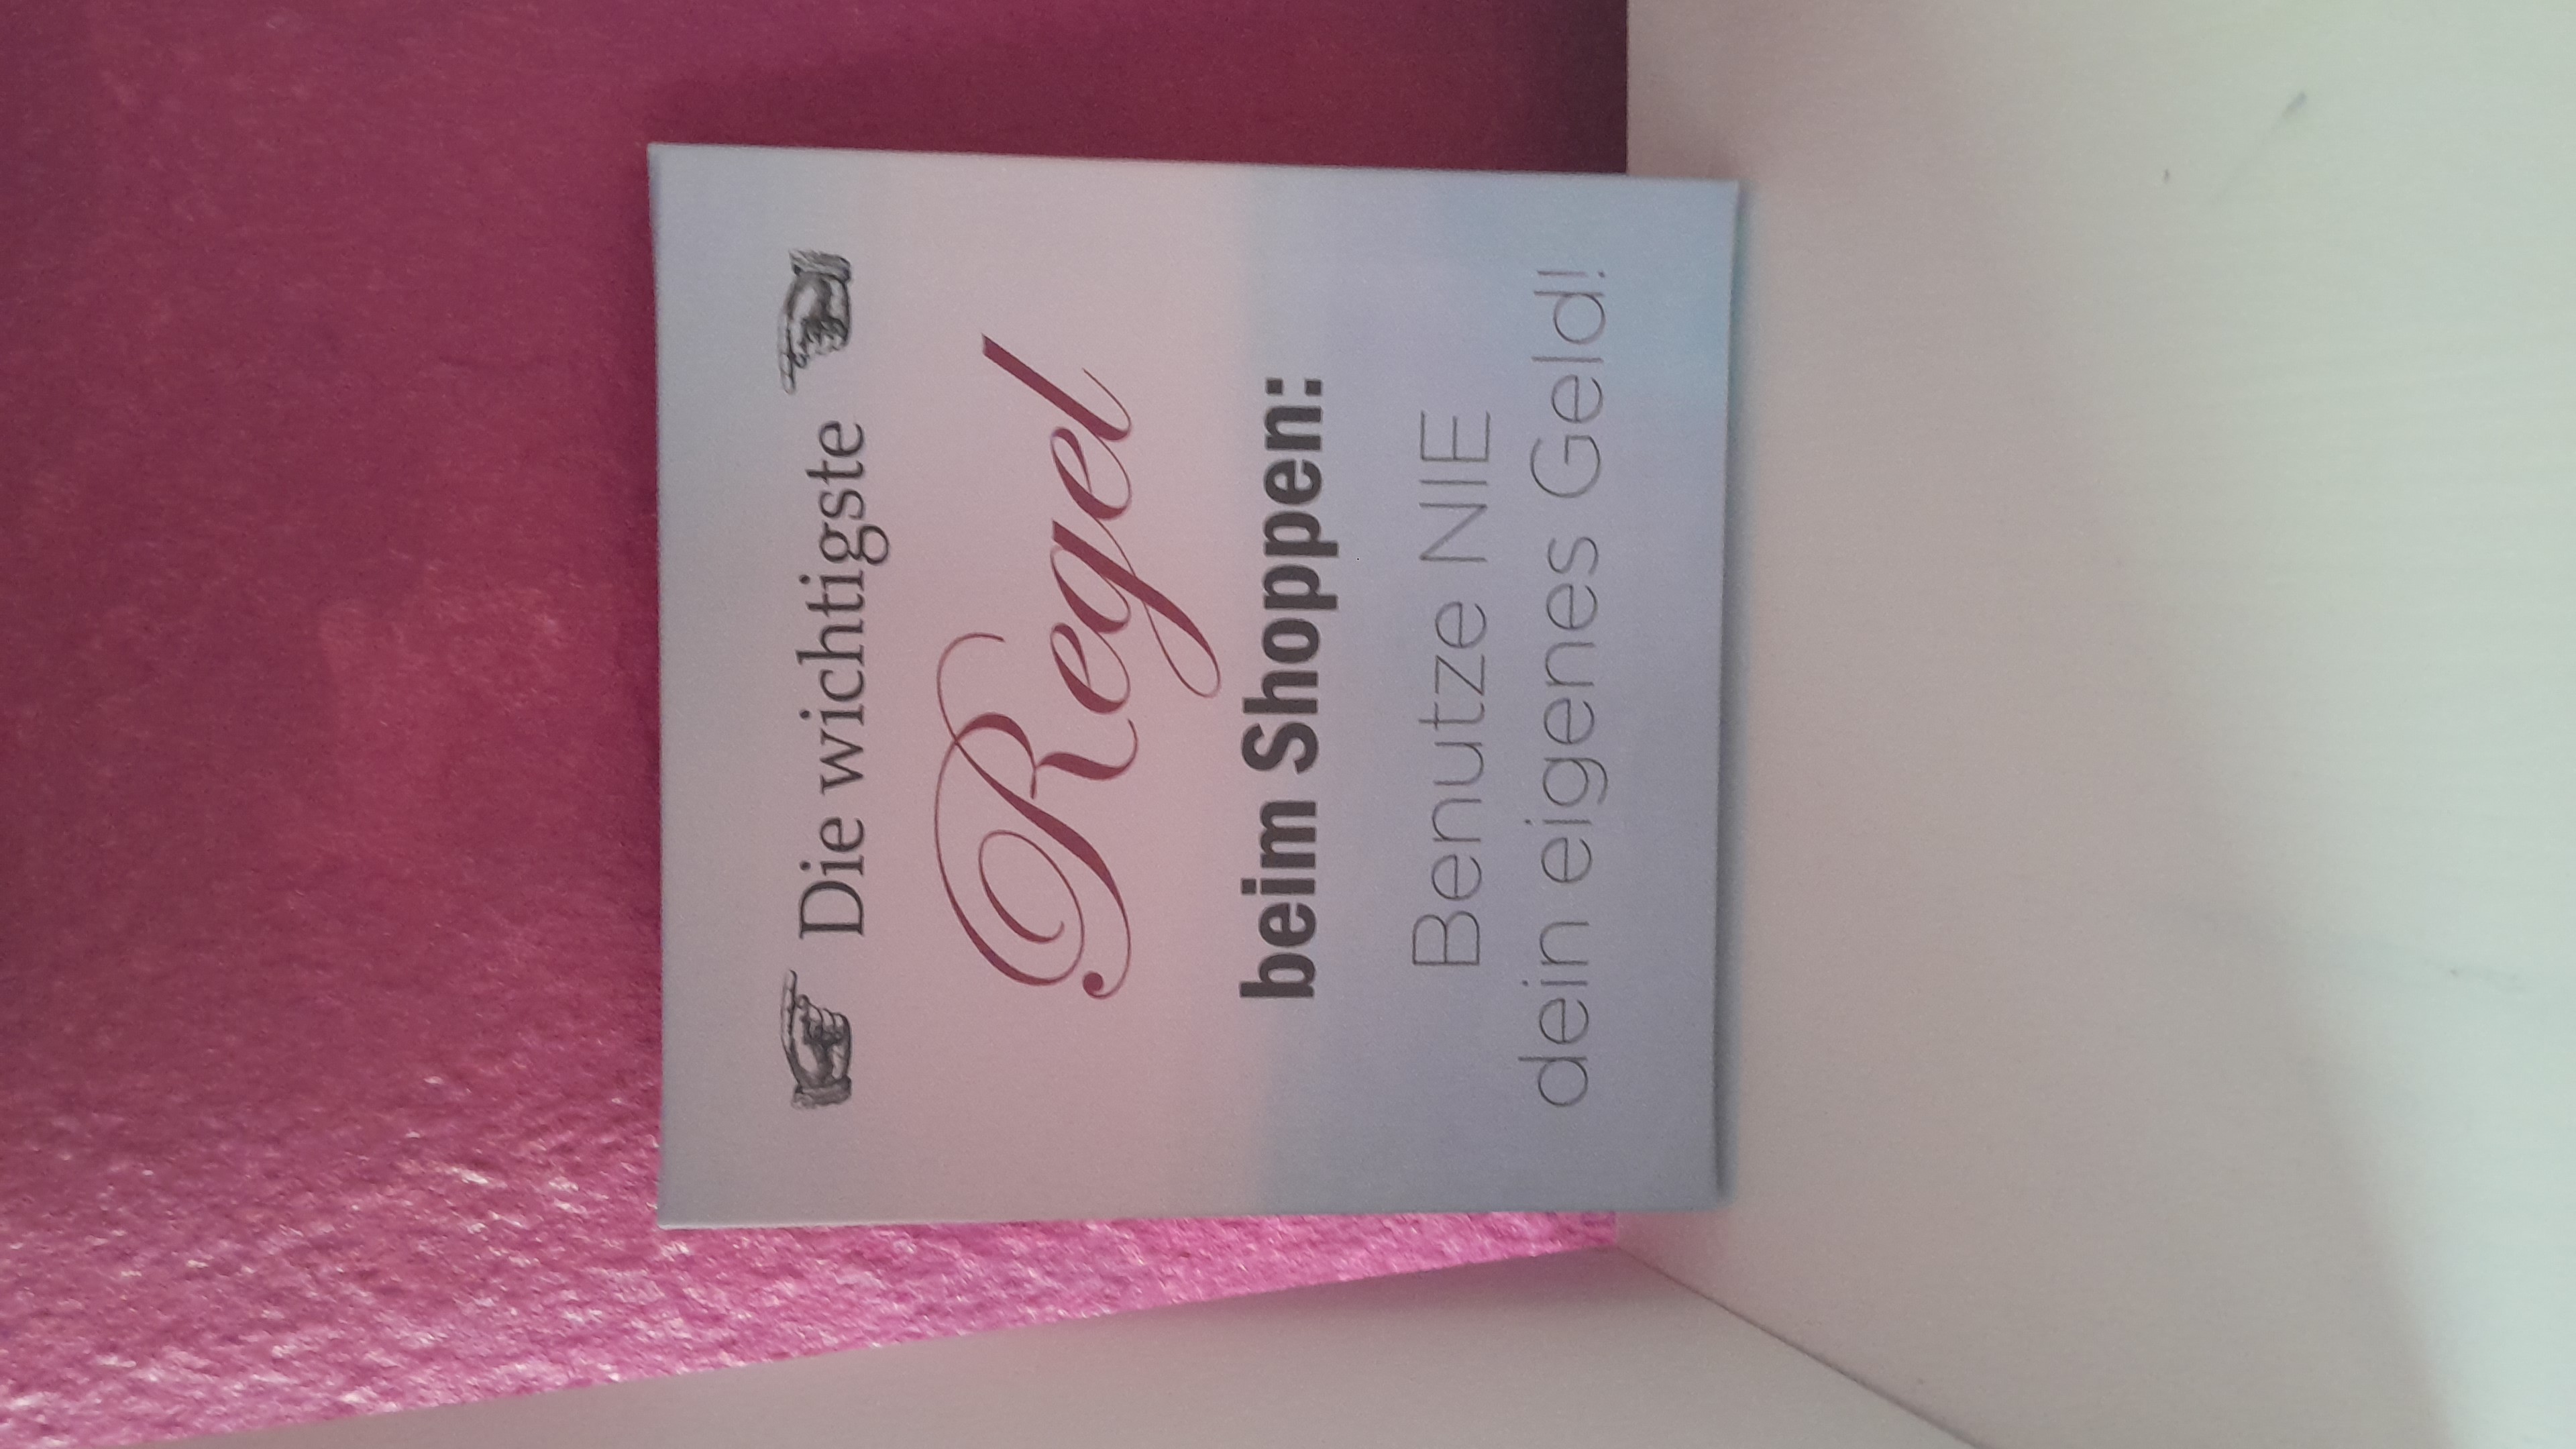 Die wichtigste
Regel
beim Shoppen:
Benutze NIE
dein eigenes Geld!